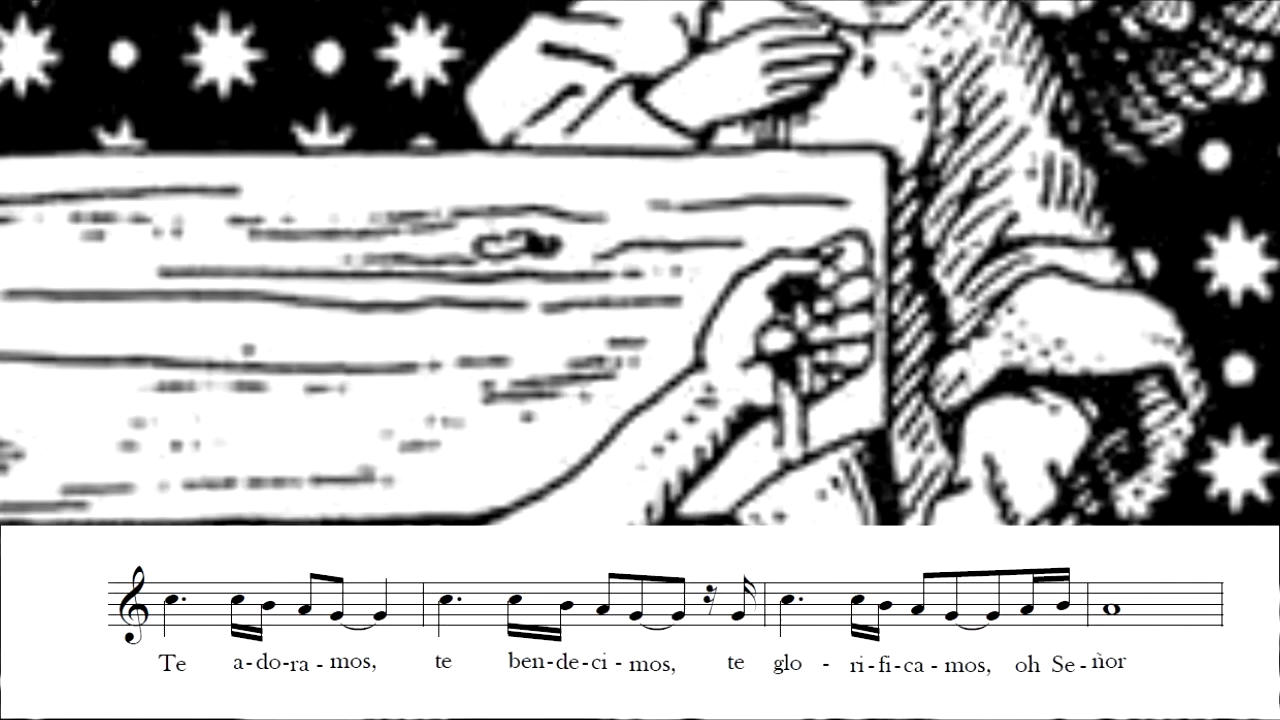 Te a-do-ra - mos, te ben-de-ci - mos, te glo - ri-fi-ca - mos, oh Se-ñor